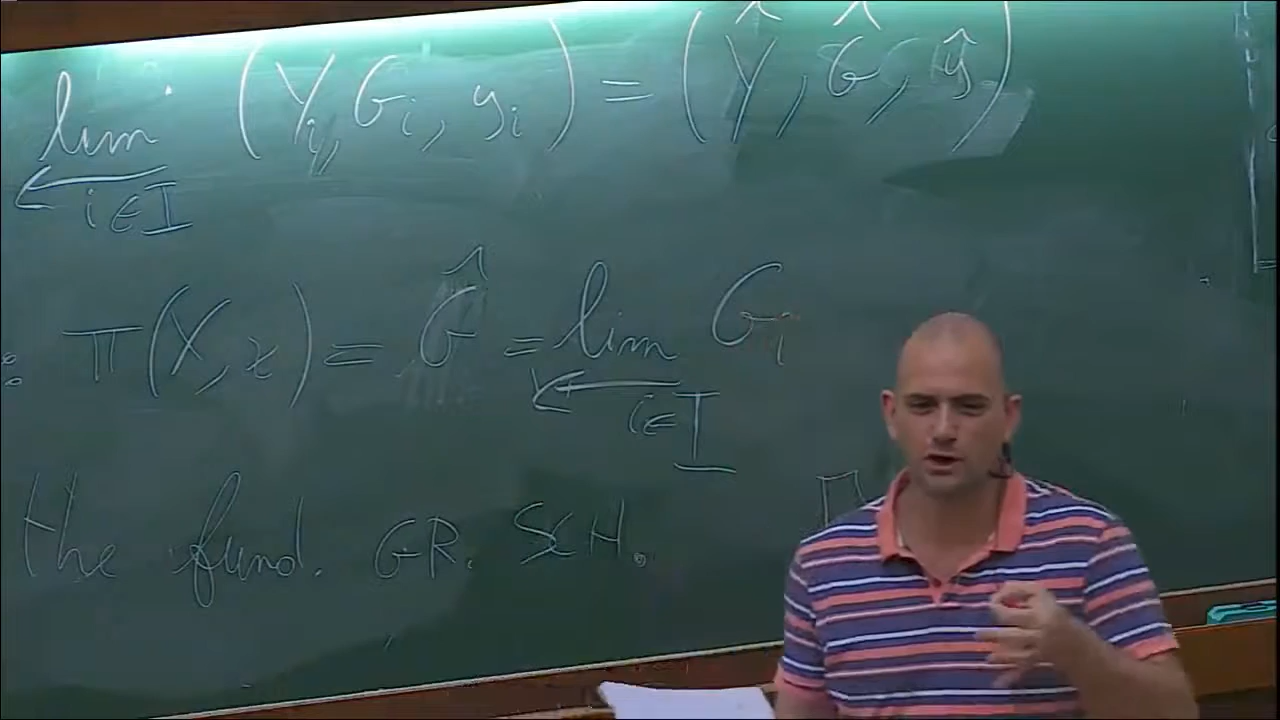 lim (Y_i, G_i, y_i) = (Ŷ, Ĝ, ŷ)
←
i ∈ I
: π(X, x) = Ĝ = lim G_i
←
i ∈ I
the fund. GR. SCH.